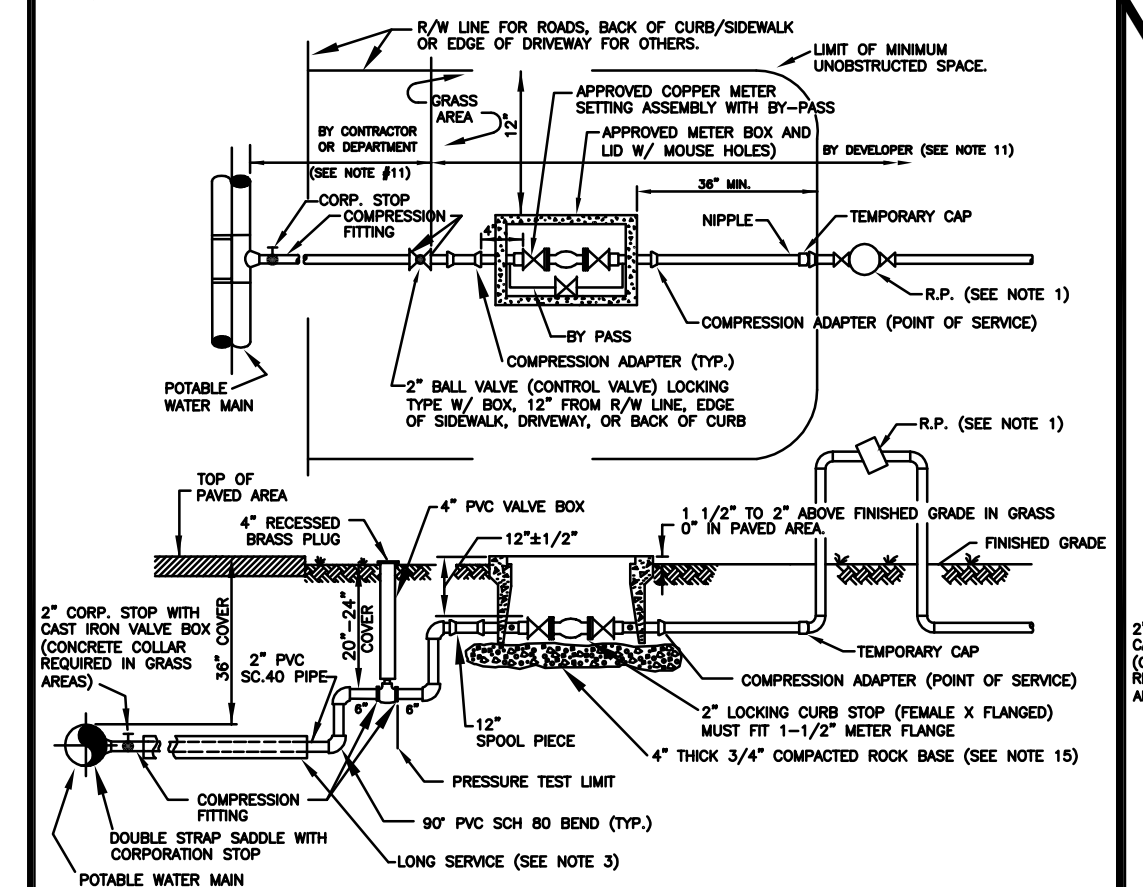 R/W LINE FOR ROADS, BACK OF CURB/SIDEWALK
OR EDGE OF DRIVEWAY FOR OTHERS.
LIMIT OF MINIMUM
UNOBSTRUCTED SPACE.
GRASS
AREA
12"
APPROVED COPPER METER
SETTING ASSEMBLY WITH BY-PASS
APPROVED METER BOX AND
LID W/ MOUSE HOLES)
BY CONTRACTOR
OR DEPARTMENT
(SEE NOTE #11)
BY DEVELOPER (SEE NOTE 11)
36" MIN.
CORP. STOP
COMPRESSION
FITTING
4"
NIPPLE
TEMPORARY CAP
R.P. (SEE NOTE 1)
COMPRESSION ADAPTER (POINT OF SERVICE)
BY PASS
COMPRESSION ADAPTER (TYP.)
POTABLE
WATER MAIN
2" BALL VALVE (CONTROL VALVE) LOCKING
TYPE W/ BOX, 12" FROM R/W LINE, EDGE
OF SIDEWALK, DRIVEWAY, OR BACK OF CURB
R.P. (SEE NOTE 1)
TOP OF
PAVED AREA
4" RECESSED
BRASS PLUG
4" PVC VALVE BOX
12"±1/2"
1 1/2" TO 2" ABOVE FINISHED GRADE IN GRASS
0" IN PAVED AREA.
FINISHED GRADE
2" CORP. STOP WITH
CAST IRON VALVE BOX
(CONCRETE COLLAR
REQUIRED IN GRASS
AREAS)
36" COVER
20"-24"
COVER
2" PVC
SC.40 PIPE
6"
6"
TEMPORARY CAP
COMPRESSION ADAPTER (POINT OF SERVICE)
12"
SPOOL PIECE
2" LOCKING CURB STOP (FEMALE X FLANGED)
MUST FIT 1-1/2" METER FLANGE
4" THICK 3/4" COMPACTED ROCK BASE (SEE NOTE 15)
PRESSURE TEST LIMIT
COMPRESSION
FITTING
90° PVC SCH 80 BEND (TYP.)
DOUBLE STRAP SADDLE WITH
CORPORATION STOP
LONG SERVICE (SEE NOTE 3)
POTABLE WATER MAIN